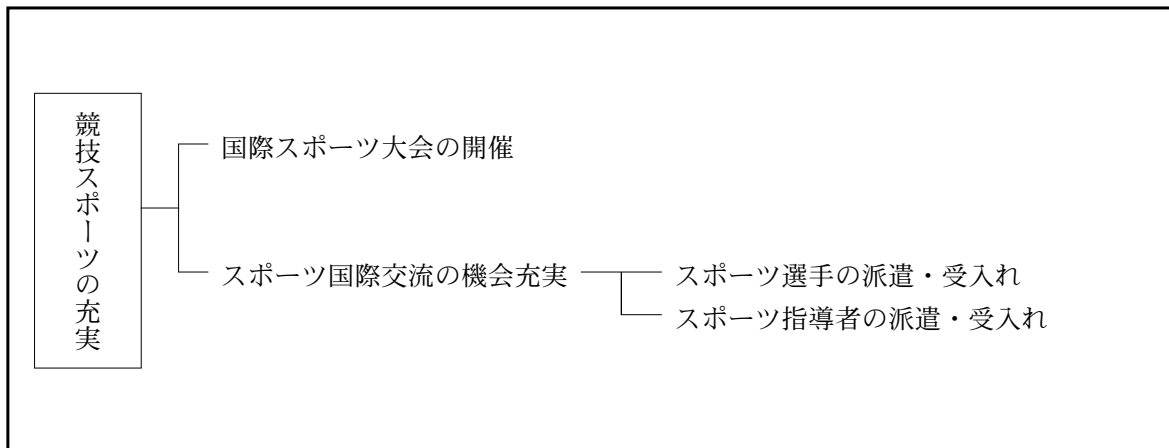 競技スポーツの充実
国際スポーツ大会の開催
スポーツ国際交流の機会充実
スポーツ選手の派遣・受入れ
スポーツ指導者の派遣・受入れ